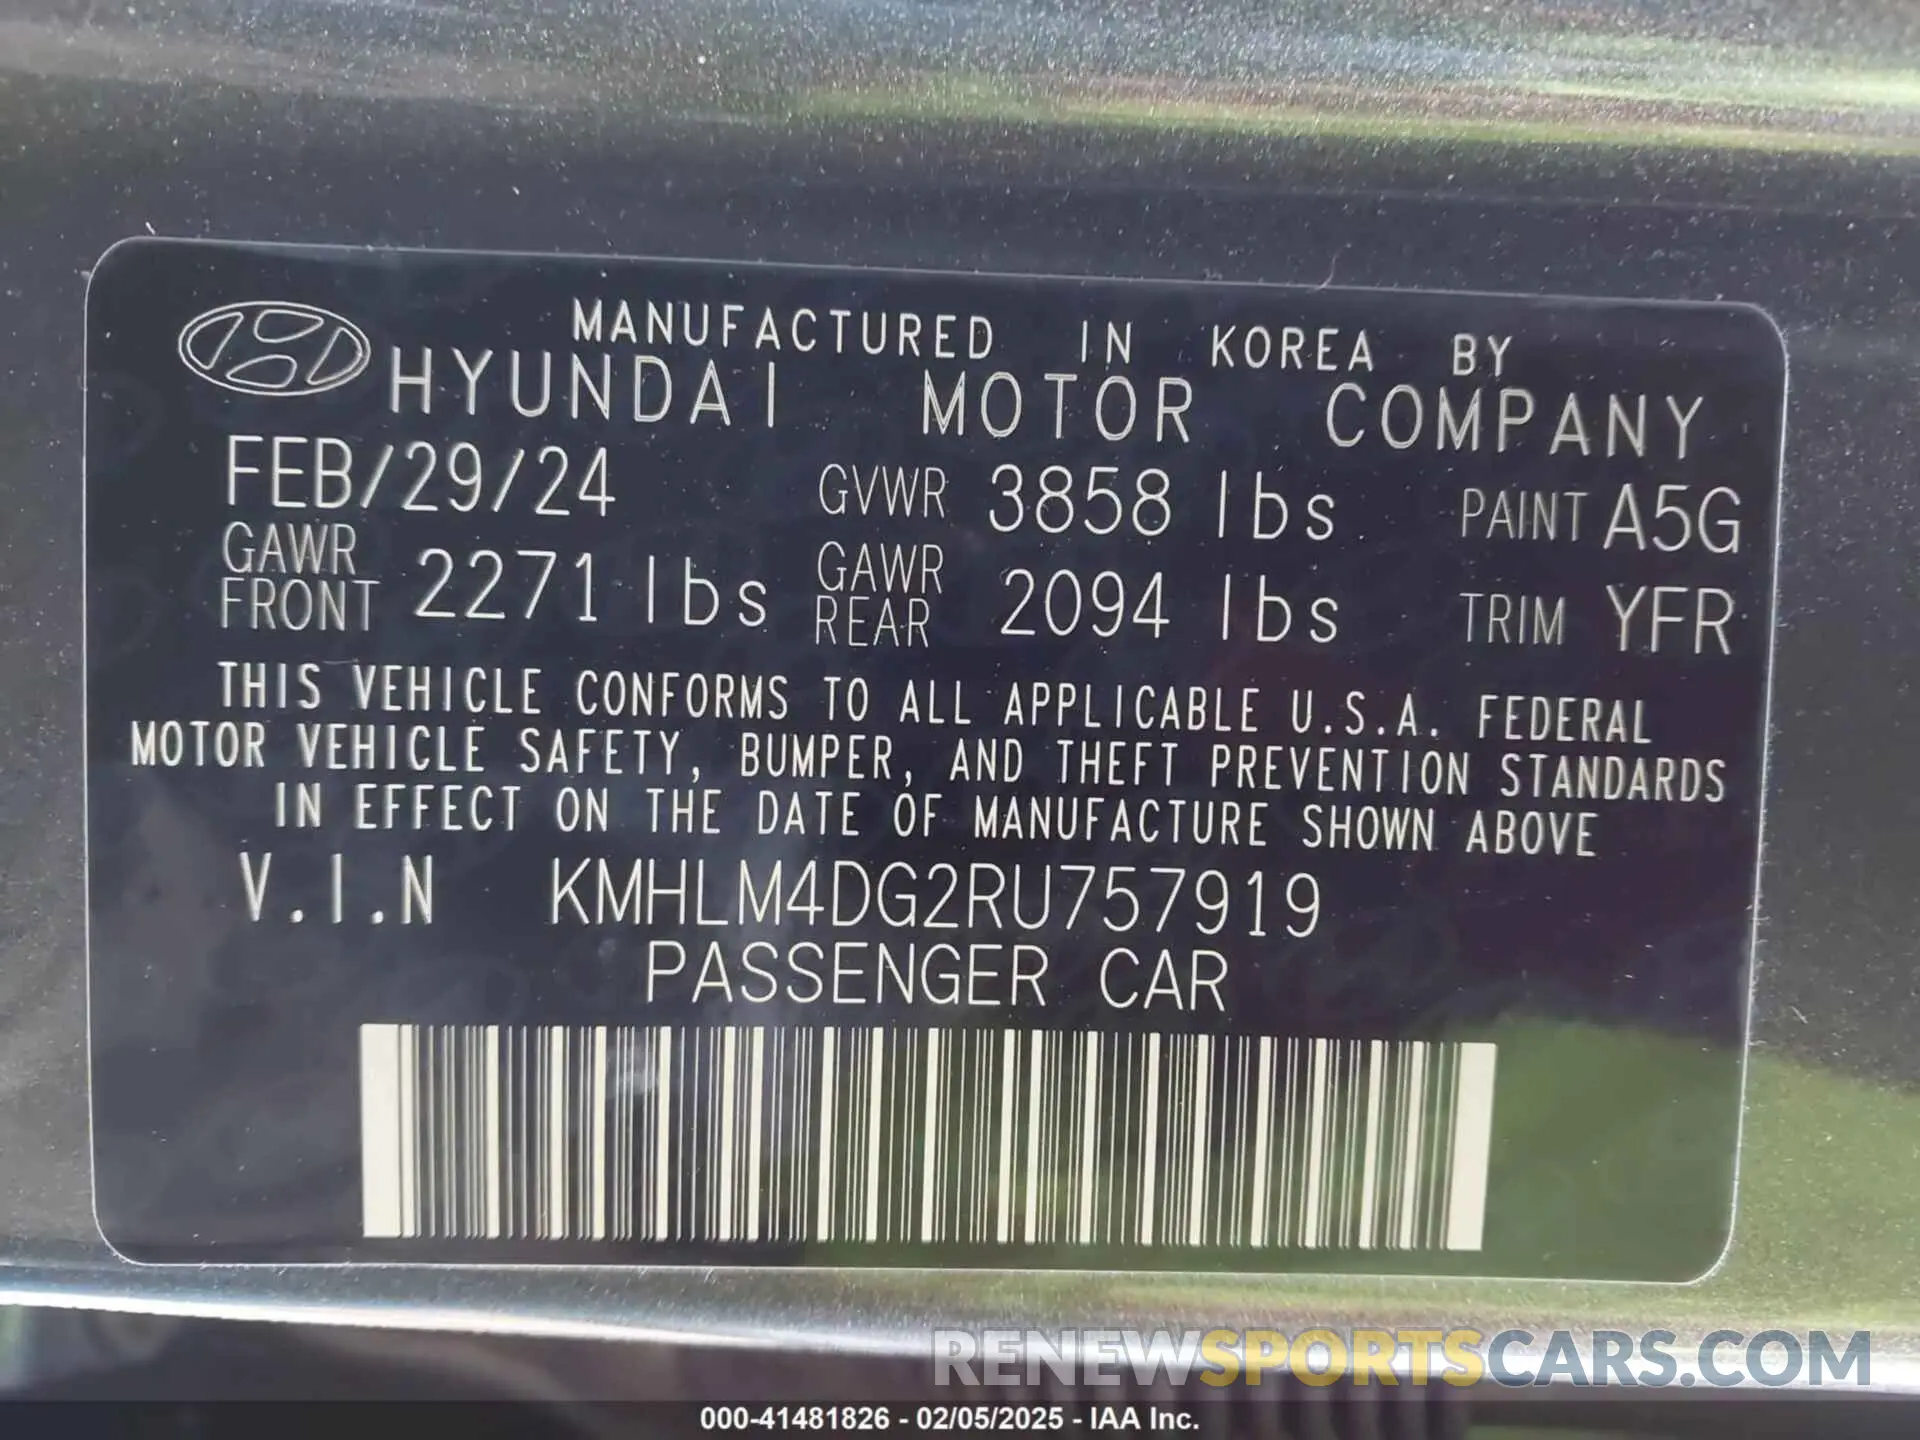 MANUFACTURED IN KOREA BY
HYUNDAI MOTOR COMPANY
FEB/29/24 GVWR 3858 lbs PAINT A5G
GAWR FRONT 2271 lbs GAWR REAR 2094 lbs TRIM YFR
THIS VEHICLE CONFORMS TO ALL APPLICABLE U.S.A. FEDERAL
MOTOR VEHICLE SAFETY, BUMPER, AND THEFT PREVENTION STANDARDS
IN EFFECT ON THE DATE OF MANUFACTURE SHOWN ABOVE
V.I.N KMHLM4DG2RU757919
PASSENGER CAR
RENEWSPORTSCARS.COM
000-41481826 - 02/05/2025 - IAA Inc.